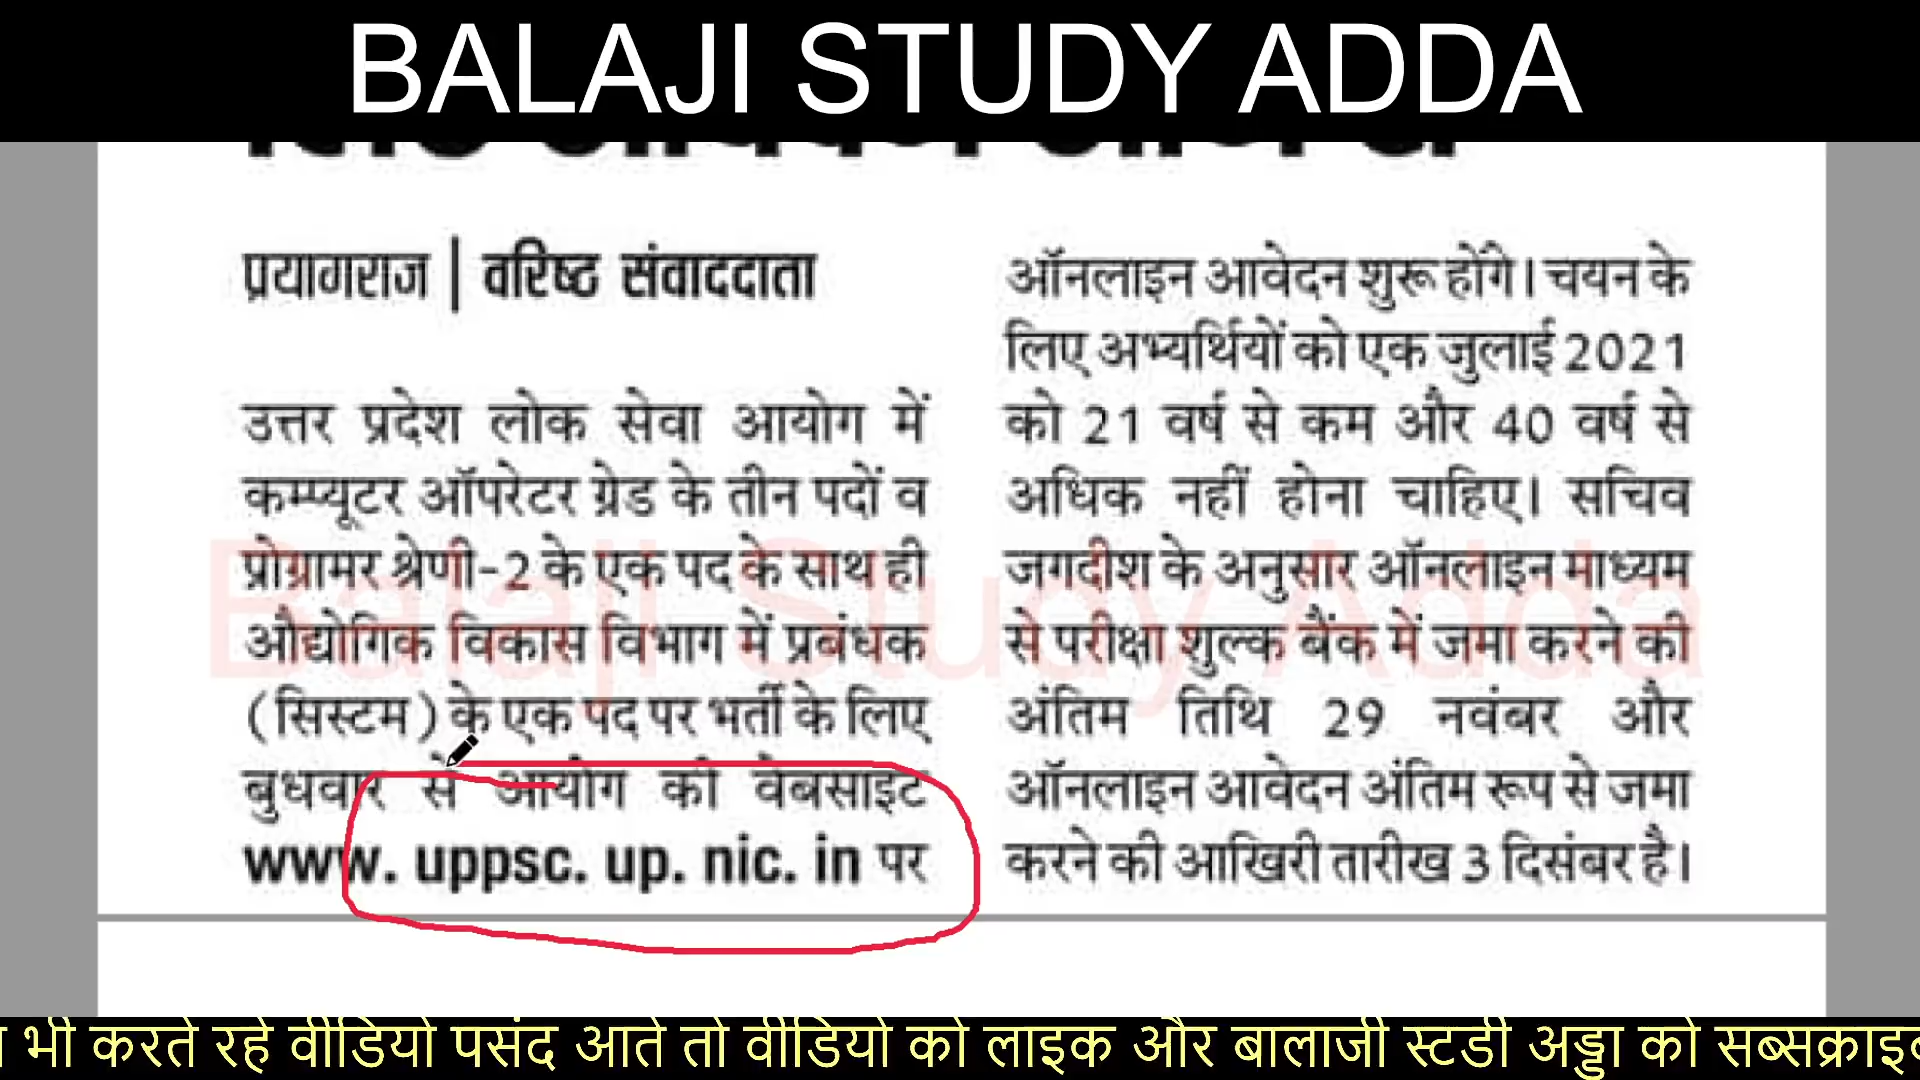 BALAJI STUDY ADDA
प्रयागराज | वरिष्ठ संवाददाता
उत्तर प्रदेश लोक सेवा आयोग में
कम्प्यूटर ऑपरेटर ग्रेड के तीन पदों व
प्रोग्रामर श्रेणी-2 के एक पद के साथ ही
औद्योगिक विकास विभाग में प्रबंधक
(सिस्टम) के एक पद पर भर्ती के लिए
बुधवार से आयोग की वेबसाइट
www. uppsc. up. nic. in पर
ऑनलाइन आवेदन शुरू होंगे। चयन के
लिए अभ्यर्थियों को एक जुलाई 2021
को 21 वर्ष से कम और 40 वर्ष से
अधिक नहीं होना चाहिए। सचिव
जगदीश के अनुसार ऑनलाइन माध्यम
से परीक्षा शुल्क बैंक में जमा करने की
अंतिम तिथि 29 नवंबर और
ऑनलाइन आवेदन अंतिम रूप से जमा
करने की आखिरी तारीख 3 दिसंबर है।
Balaji Study Adda
भी करते रहे वीडियो पसंद आते तो वीडियो को लाइक और बालाजी स्टडी अड्डा को सब्सक्राइब